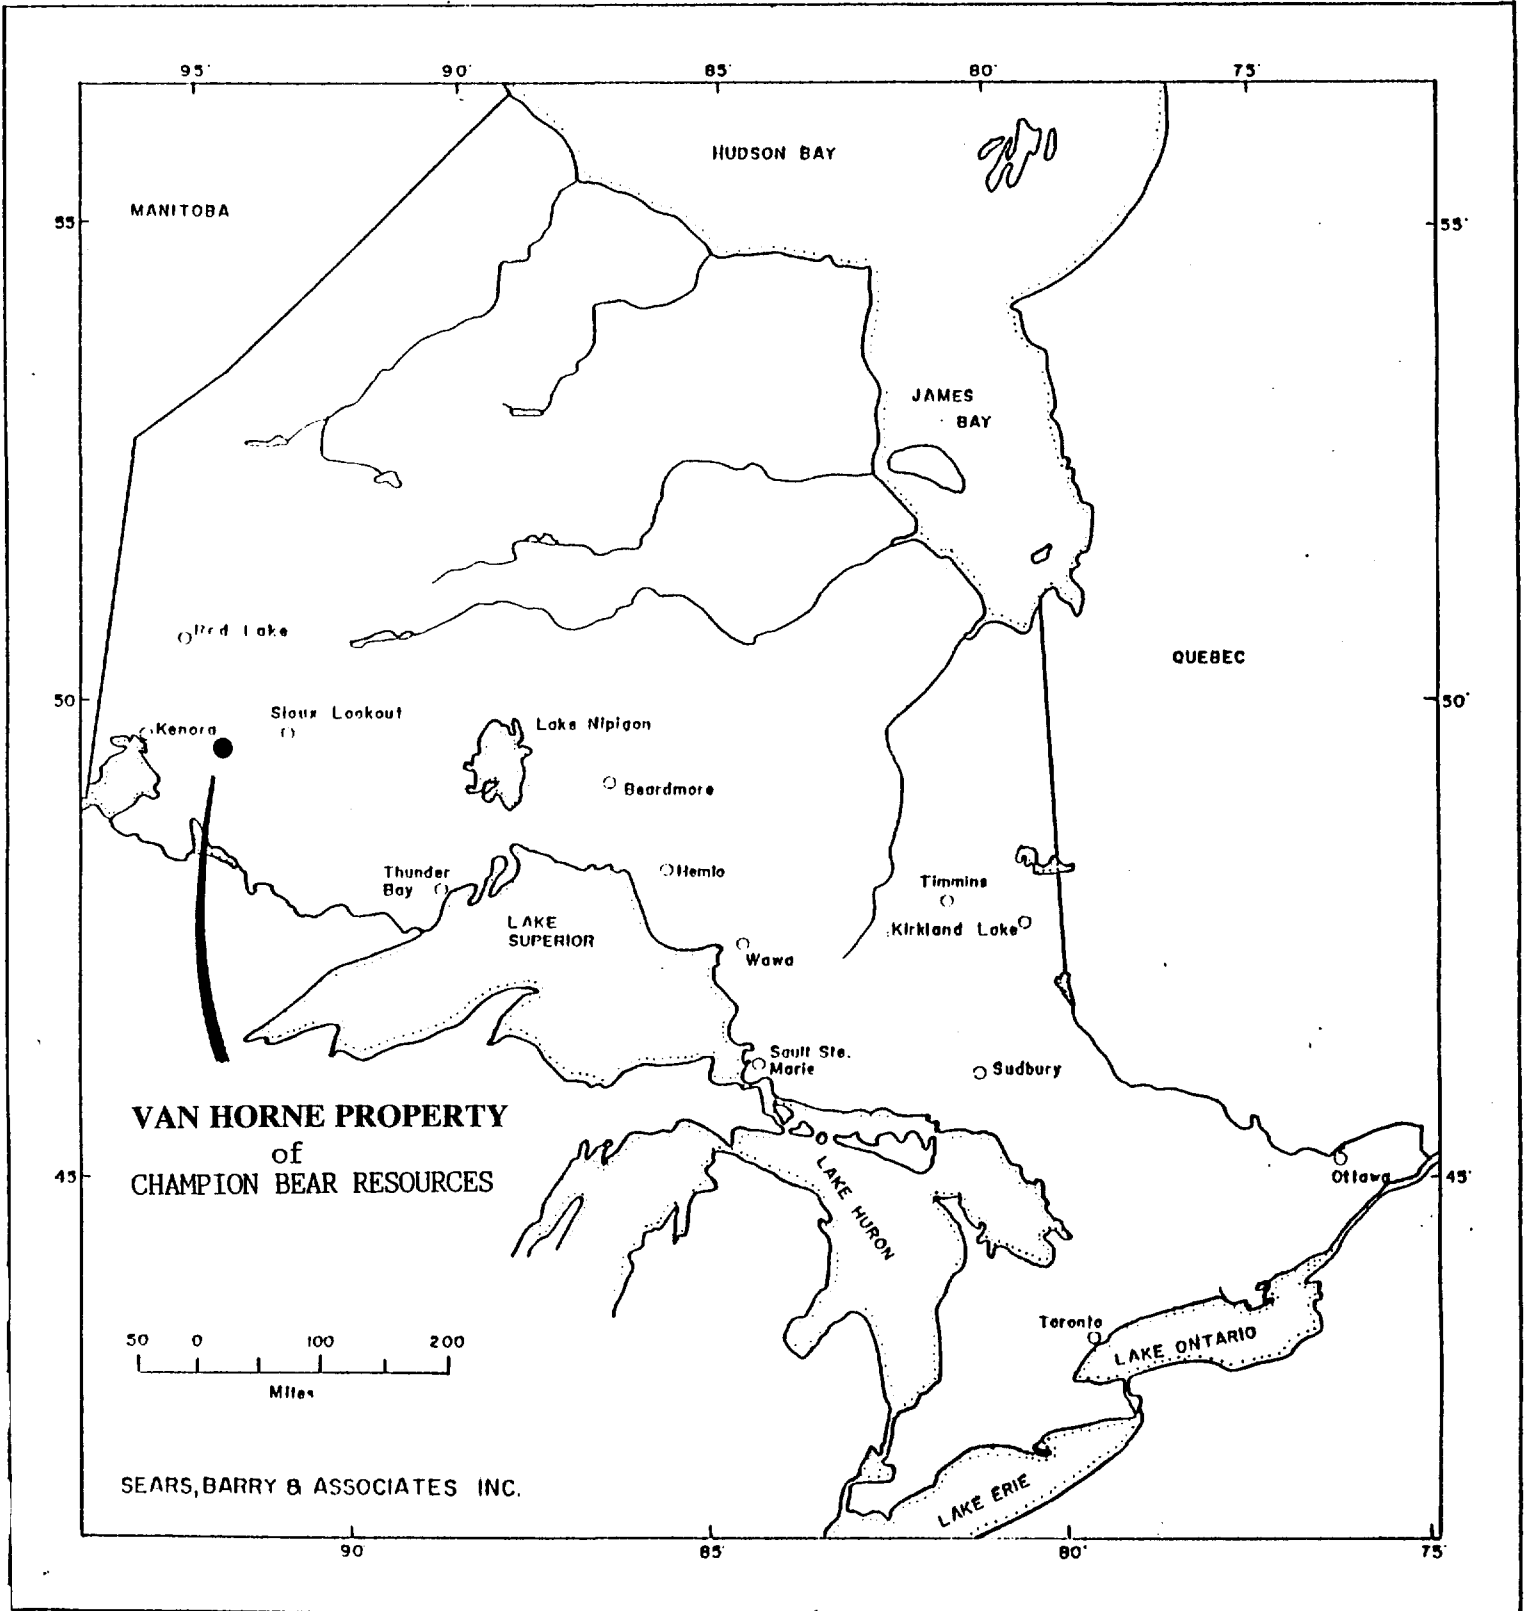 95° 90° 85° 80° 75°
HUDSON BAY
MANITOBA
55° 55°
JAMES
BAY
Red Lake
QUEBEC
50 50°
Sioux Lookout
Kenora
Lake Nipigon
Beardmore
Thunder
Bay
Hemlo
Timmins
LAKE
SUPERIOR
Kirkland Lake
Wawa
Sault Ste.
Marie
Sudbury
VAN HORNE PROPERTY
of
CHAMPION BEAR RESOURCES
45 45°
Ottawa
LAKE HURON
Toronto
LAKE ONTARIO
50 0 100 200
Miles
SEARS, BARRY & ASSOCIATES INC.
LAKE ERIE
90° 85° 80° 75°